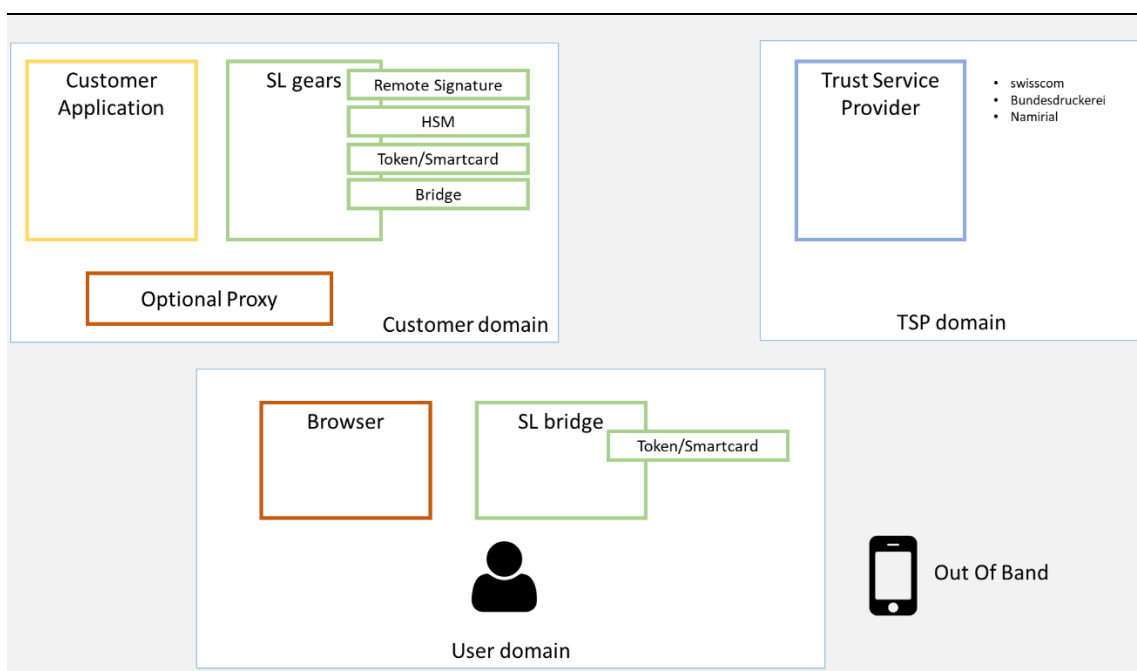 Customer
Application
SL gears
Remote Signature
HSM
Token/Smartcard
Bridge
Optional Proxy
Customer domain
Trust Service
Provider
• swisscom
• Bundesdruckerei
• Namirial
TSP domain
Browser
SL bridge
Token/Smartcard
User domain
Out Of Band